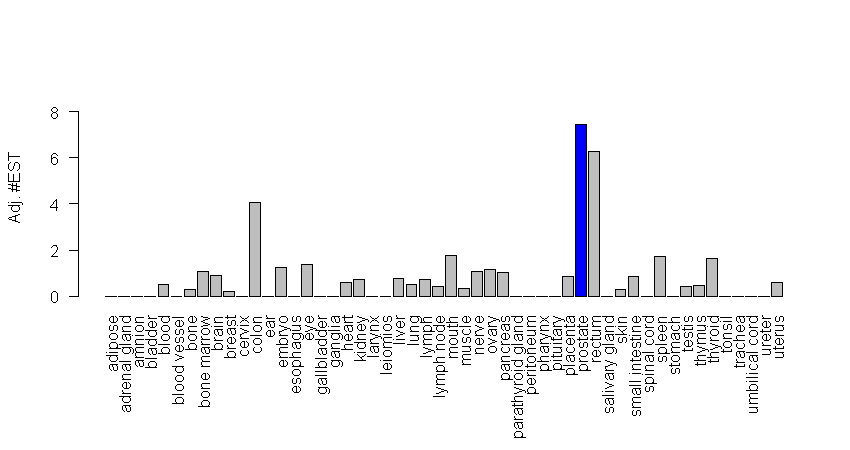 Adj. #EST
8
6
4
2
0
adipose
adrenal gland
amnion
bladder
blood
blood vessel
bone
bone marrow
brain
breast
cervix
colon
ear
embryo
esophagus
eye
gallbladder
ganglia
heart
kidney
larynx
leiomios
liver
lung
lymph
lymph node
mouth
muscle
nerve
ovary
pancreas
parathyroid gland
peritoneum
pharynx
pituitary
placenta
prostate
rectum
salivary gland
skin
small intestine
spinal cord
spleen
stomach
testis
thymus
thyroid
tonsil
trachea
umbilical cord
ureter
uterus